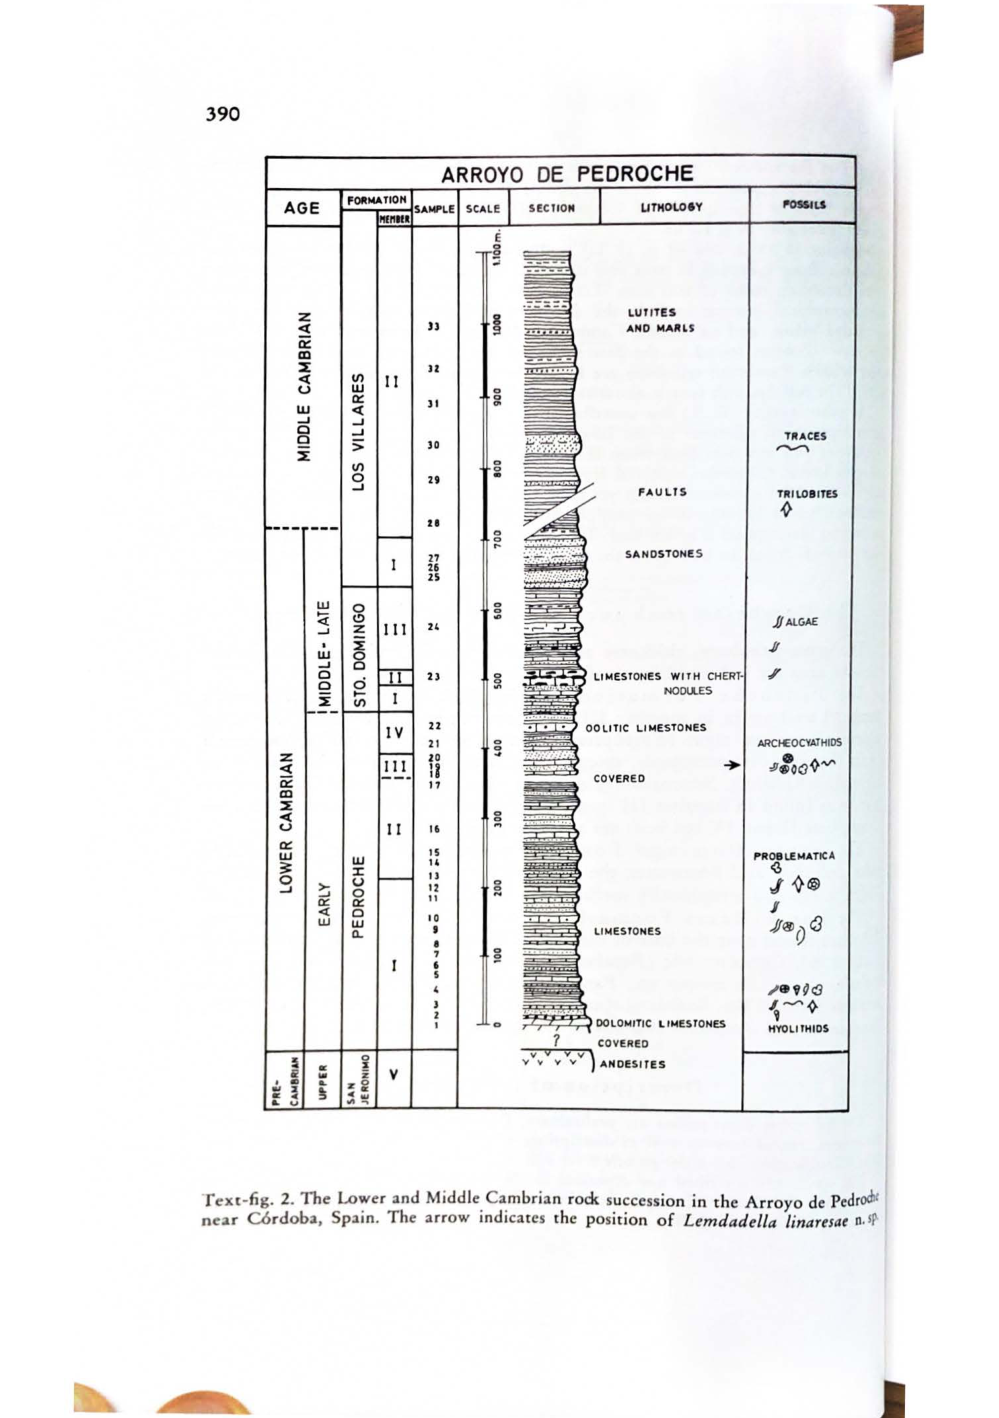 390
ARROYO DE PEDROCHE
AGE
FORMATION
MEMBER
SAMPLE
SCALE
SECTION
LITHOLOGY
FOSSILS
MIDDLE CAMBRIAN
LOWER CAMBRIAN
MIDDLE-LATE
EARLY
PRE-
CAMBRIAN
UPPER
LOS VILLARES
STO. DOMINGO
PEDROCHE
SAN
JERONIMO
II
I
III
II
I
IV
III
II
I
V
33
32
31
30
29
28
27
26
25
24
23
22
21
20
19
18
17
16
15
14
13
12
11
10
9
8
7
6
5
4
3
2
1
1.100 m.
1.000
900
800
700
600
500
400
300
200
100
0
?
LUTITES
AND MARLS
FAULTS
SANDSTONES
LIMESTONES WITH CHERT-
NODULES
OOLITIC LIMESTONES
COVERED
LIMESTONES
DOLOMITIC LIMESTONES
COVERED
ANDESITES
TRACES
TRILOBITES
ALGAE
ARCHEOCYATHIDS
PROBLEMATICA
HYOLITHIDS
Text-fig. 2. The Lower and Middle Cambrian rock succession in the Arroyo de Pedroche
near Córdoba, Spain. The arrow indicates the position of Lemdadella linaresae n. sp.